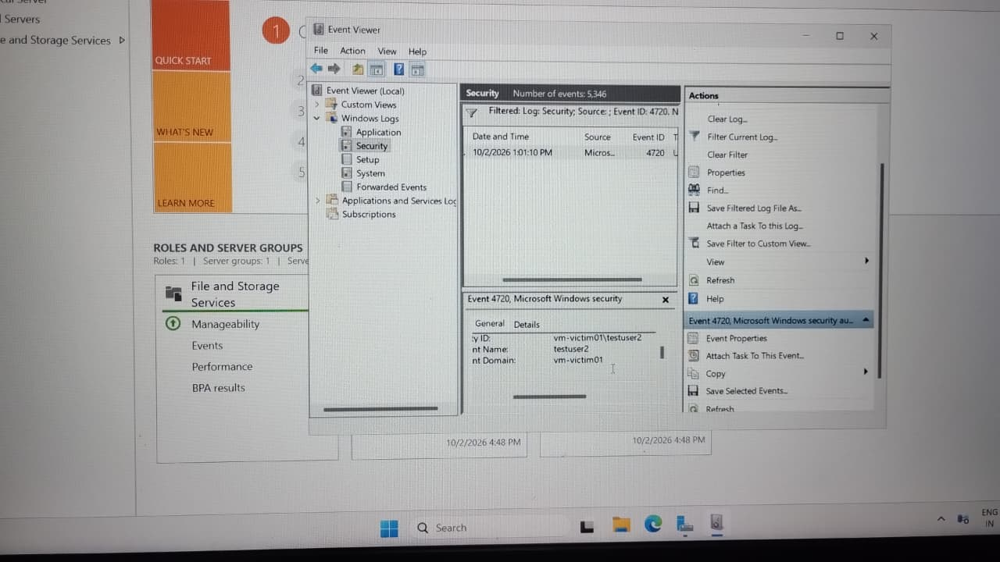 Servers
e and Storage Services
QUICK START
WHAT'S NEW
LEARN MORE
1
2
3
4
5
ROLES AND SERVER GROUPS
Roles: 1 | Server groups: 1 | Serve
File and Storage
Services
Manageability
Events
Performance
BPA results
Event Viewer
File Action View Help
Event Viewer (Local)
Custom Views
Windows Logs
Application
Security
Setup
System
Forwarded Events
Applications and Services Log
Subscriptions
Security Number of events: 5,346
Filtered: Log: Security; Source: ; Event ID: 4720. N
Date and Time Source Event ID T
10/2/2026 1:01:10 PM Micros... 4720 U
Event 4720, Microsoft Windows security
General Details
y ID: vm-victim01\testuser2
nt Name: testuser2
nt Domain: vm-victim01
Actions
Clear Log...
Filter Current Log...
Clear Filter
Properties
Find...
Save Filtered Log File As...
Attach a Task To this Log...
Save Filter to Custom View...
View
Refresh
Help
Event 4720, Microsoft Windows security au...
Event Properties
Attach Task To This Event...
Copy
Save Selected Events...
Refresh
10/2/2026 4:48 PM
10/2/2026 4:48 PM
Search
ENG
IN